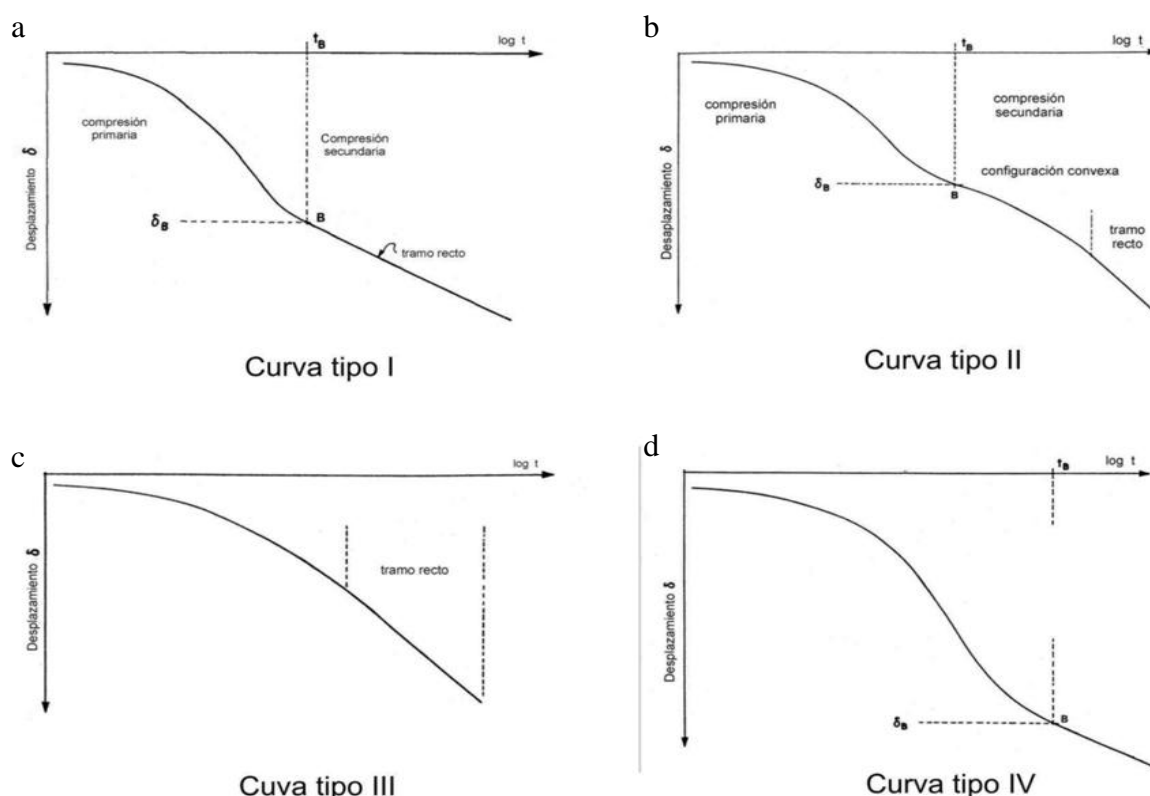 a
t_B
log t
compresión
primaria
Compresión
secundaria
Desplazamiento δ
δ_B
B
tramo recto
Curva tipo I
b
t_B
log t
compresión
primaria
compresión
secundaria
configuración convexa
Desaplazamiento δ
δ_B
B
tramo
recto
Curva tipo II
c
log t
tramo recto
Desplazamiento δ
Cuva tipo III
d
t_B
log t
Desplazamiento δ
δ_B
B
Curva tipo IV